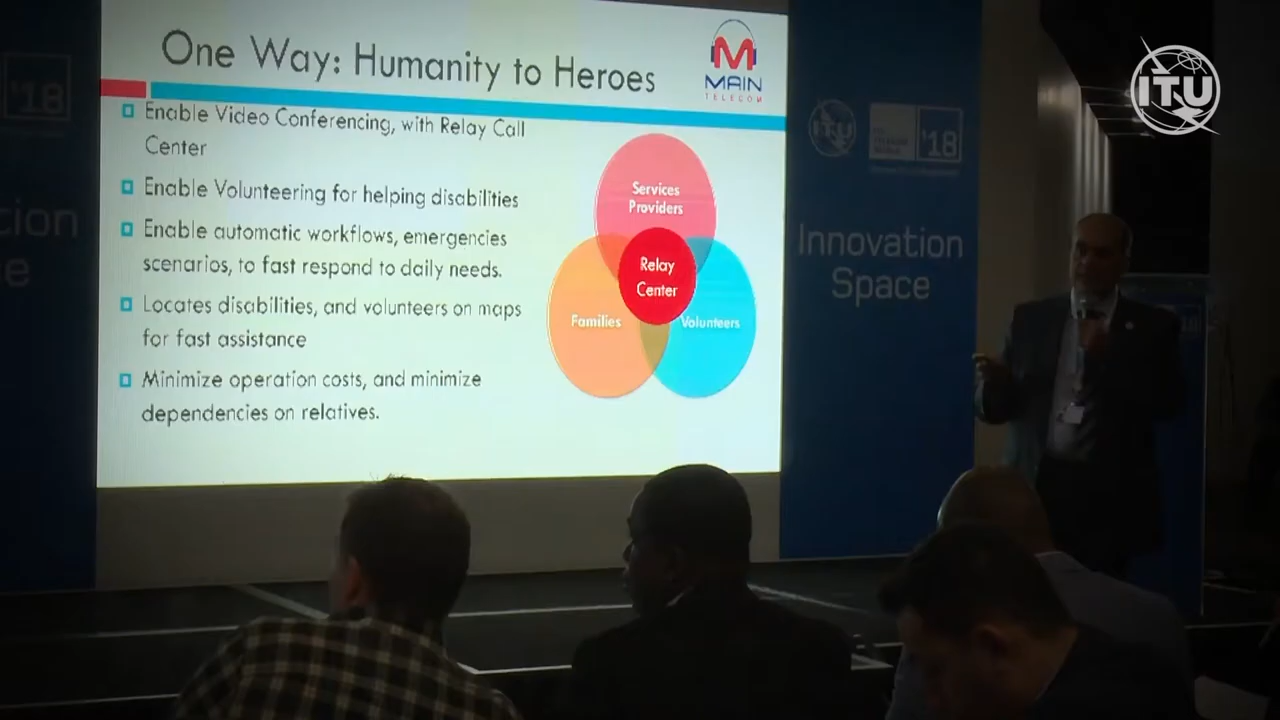 One Way: Humanity to Heroes
M
MAIN
TELECOM
Enable Video Conferencing, with Relay Call
Center
Enable Volunteering for helping disabilities
Enable automatic workflows, emergencies
scenarios, to fast respond to daily needs.
Locates disabilities, and volunteers on maps
for fast assistance
Minimize operation costs, and minimize
dependencies on relatives.
Services
Providers
Relay
Center
Families
Volunteers
ITU
'18
ITU
'18
Innovation
Space